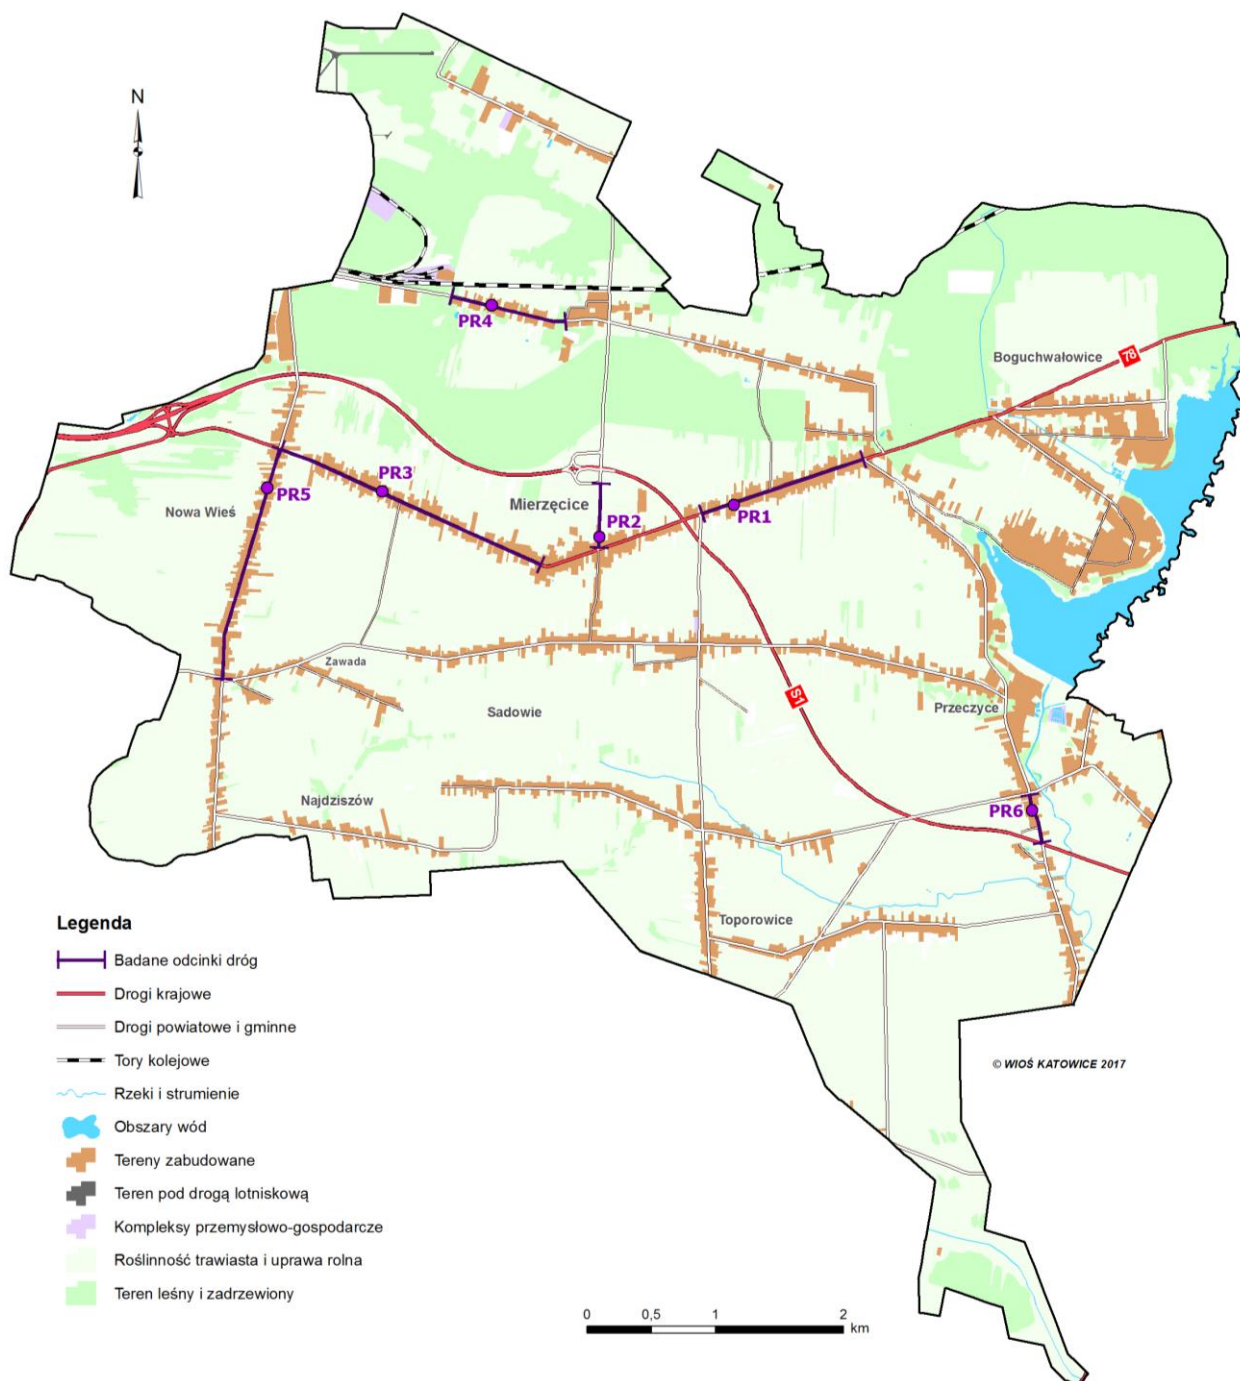 N
PR4
Boguchwałowice
78
PR3
PR5
Nowa Wieś
Mierzęcice
PR2
PR1
Zawada
Sadowie
S1
Przeczyce
Najdziszów
PR6
Toporowice
Legenda
Badane odcinki dróg
Drogi krajowe
Drogi powiatowe i gminne
Tory kolejowe
Rzeki i strumienie
Obszary wód
Tereny zabudowane
Teren pod drogą lotniskową
Kompleksy przemysłowo-gospodarcze
Roślinność trawiasta i uprawa rolna
Teren leśny i zadrzewiony
© WIOŚ KATOWICE 2017
0 0,5 1 2
km